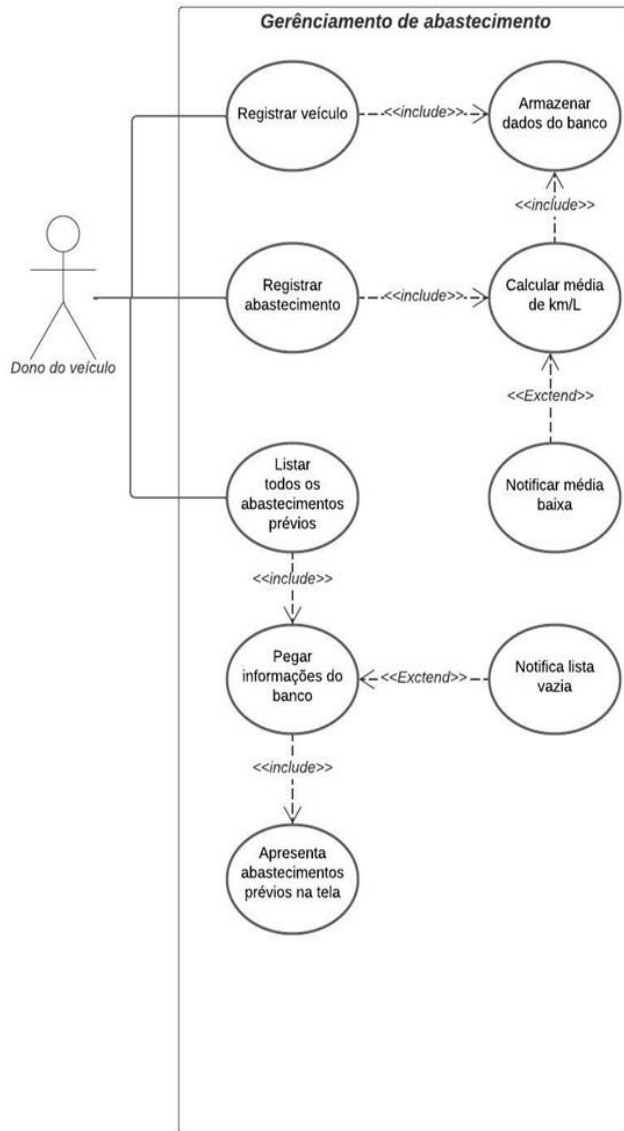 Gerênciamento de abastecimento
Registrar veículo
<<include>>
Armazenar
dados do banco
<<include>>
Dono do veículo
Registrar
abastecimento
<<include>>
Calcular média
de km/L
<<Exctend>>
Listar
todos os
abastecimentos
prévios
Notificar média
baixa
<<include>>
Pegar
informações do
banco
<<Exctend>>
Notifica lista
vazia
<<include>>
Apresenta
abastecimentos
prévios na tela